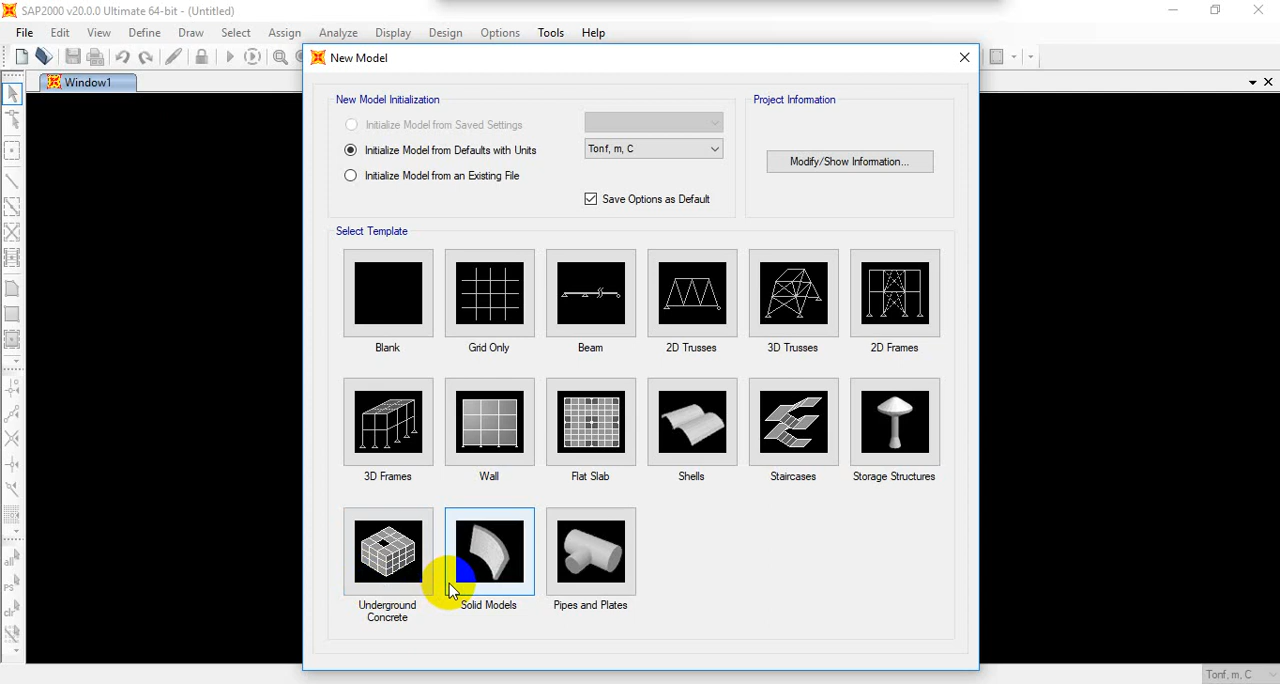 SAP2000 v20.0.0 Ultimate 64-bit - (Untitled)
File Edit View Define Draw Select Assign Analyze Display Design Options Tools Help
Window1
New Model
New Model Initialization
Initialize Model from Saved Settings
Initialize Model from Defaults with Units
Tonf, m, C
Initialize Model from an Existing File
Save Options as Default
Project Information
Modify/Show Information...
Select Template
Blank Grid Only Beam 2D Trusses 3D Trusses 2D Frames
3D Frames Wall Flat Slab Shells Staircases Storage Structures
Underground Solid Models Pipes and Plates
Concrete
all
PS
clr
Tonf, m, C